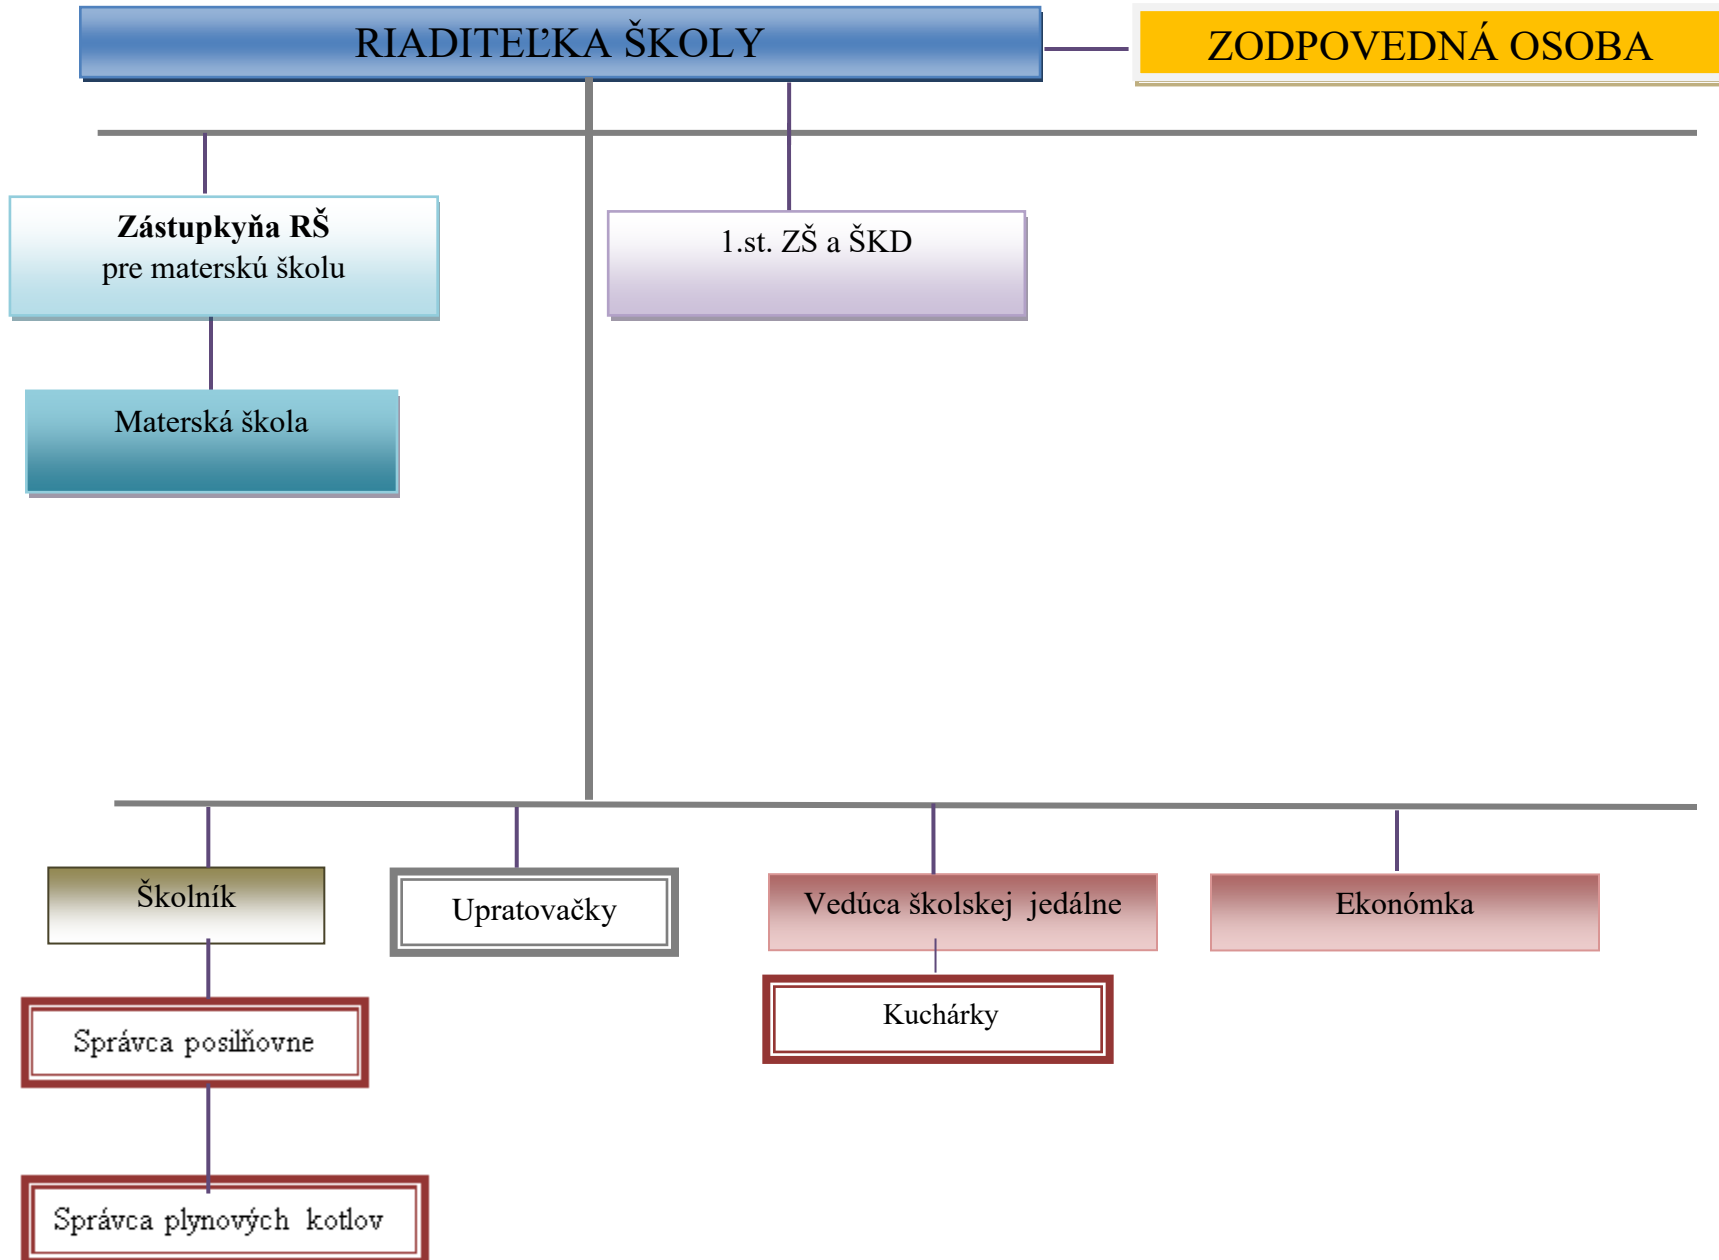 RIADITEĽKA ŠKOLY
ZODPOVEDNÁ OSOBA
Zástupkyňa RŠ
pre materskú školu
1.st. ZŠ a ŠKD
Materská škola
Školník
Upratovačky
Vedúca školskej jedálne
Ekonómka
Kuchárky
Správca posilňovne
Správca plynových kotlov